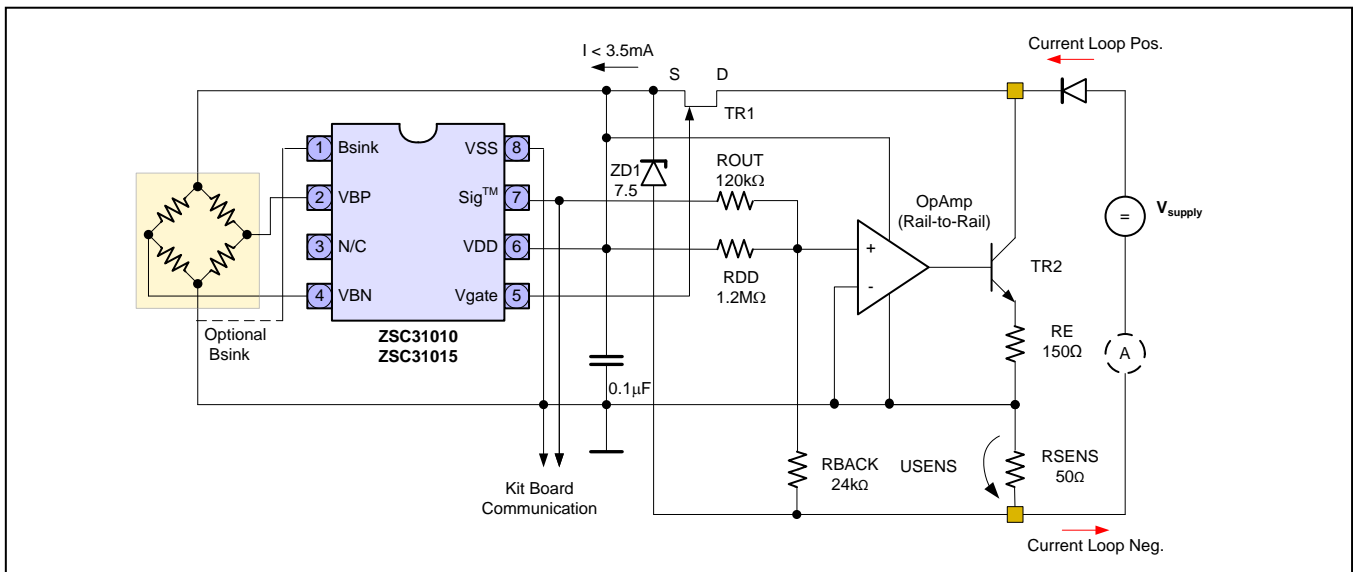 I < 3.5mA
Current Loop Pos.
S D
TR1
1 Bsink VSS 8
2 VBP Sig™ 7
3 N/C VDD 6
4 VBN Vgate 5
ZSC31010
ZSC31015
Optional
Bsink
ZD1
7.5
ROUT
120kΩ
RDD
1.2MΩ
OpAmp
(Rail-to-Rail)
+
-
TR2
=
Vsupply
A
RE
150Ω
0.1µF
RBACK
24kΩ
USENS
RSENS
50Ω
Kit Board
Communication
Current Loop Neg.